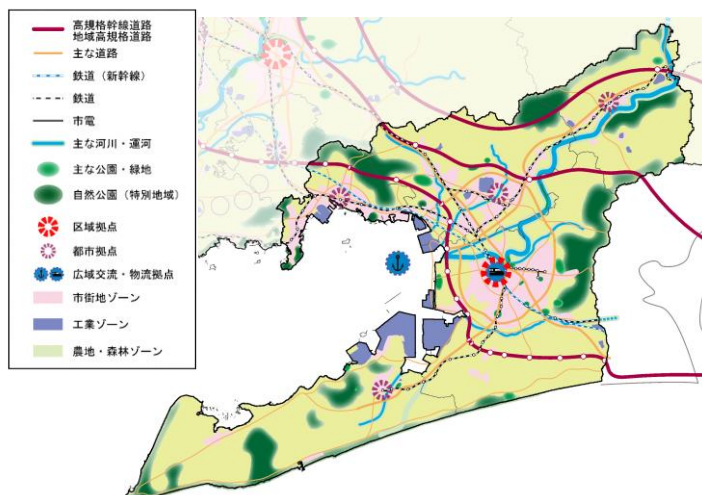 高規格幹線道路
地域高規格道路
主な道路
鉄道（新幹線）
鉄道
市電
主な河川・運河
主な公園・緑地
自然公園（特別地域）
区域拠点
都市拠点
広域交流・物流拠点
市街地ゾーン
工業ゾーン
農地・森林ゾーン